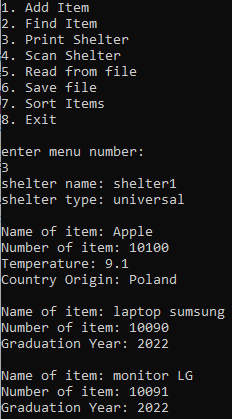 1. Add Item
2. Find Item
3. Print Shelter
4. Scan Shelter
5. Read from file
6. Save file
7. Sort Items
8. Exit
enter menu number:
3
shelter name: shelter1
shelter type: universal
Name of item: Apple
Number of item: 10100
Temperature: 9.1
Country Origin: Poland
Name of item: laptop sumsung
Number of item: 10090
Graduation Year: 2022
Name of item: monitor LG
Number of item: 10091
Graduation Year: 2022